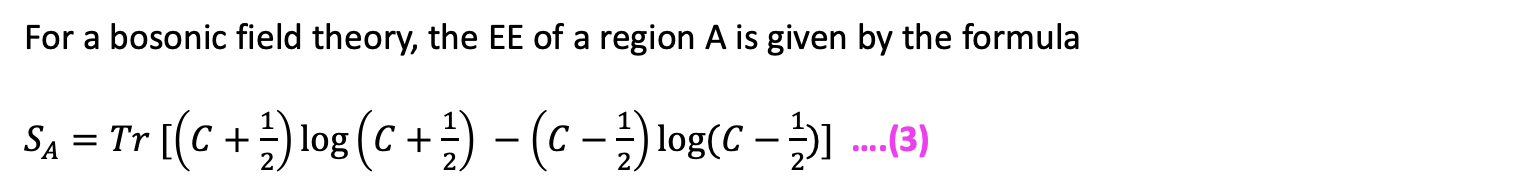 For a bosonic field theory, the EE of a region A is given by the formula
S_A = Tr [(C + 1/2) log (C + 1/2) − (C − 1/2) log(C − 1/2)] ....(3)